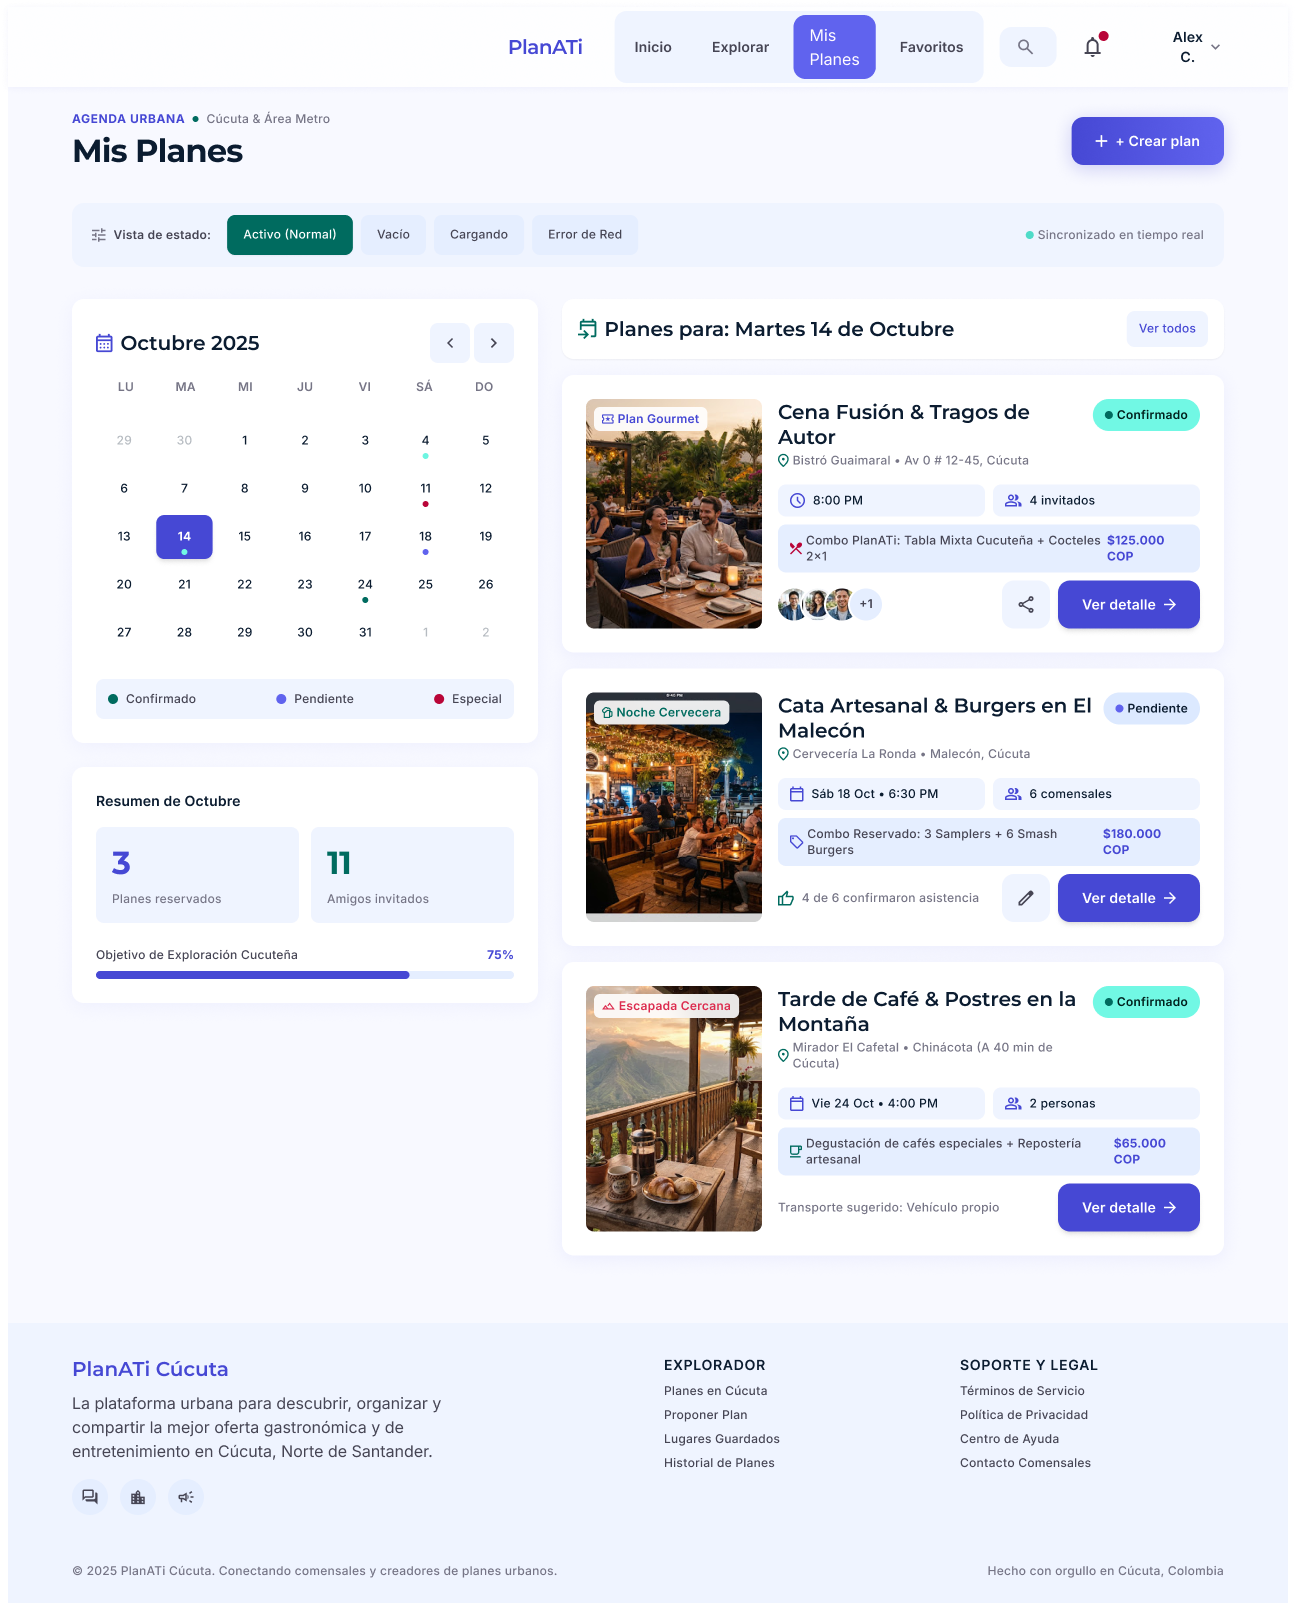 PlanATi
Inicio
Explorar
Mis
Planes
Favoritos
Alex
C.
AGENDA URBANA • Cúcuta & Área Metro
Mis Planes
+ Crear plan
Vista de estado:
Activo (Normal)
Vacío
Cargando
Error de Red
Sincronizado en tiempo real
Octubre 2025
LU MA MI JU VI SÁ DO
29 30 1 2 3 4 5
6 7 8 9 10 11 12
13 14 15 16 17 18 19
20 21 22 23 24 25 26
27 28 29 30 31 1 2
Confirmado
Pendiente
Especial
Resumen de Octubre
3
Planes reservados
11
Amigos invitados
Objetivo de Exploración Cucuteña
75%
Planes para: Martes 14 de Octubre
Ver todos
Plan Gourmet
Cena Fusión & Tragos de
Autor
Confirmado
Bistró Guaimaral • Av 0 # 12-45, Cúcuta
8:00 PM
4 invitados
Combo PlanATi: Tabla Mixta Cucuteña + Cocteles
2x1
$125.000
COP
+1
Ver detalle
Noche Cervecera
Cata Artesanal & Burgers en El
Malecón
Pendiente
Cervecería La Ronda • Malecón, Cúcuta
Sáb 18 Oct • 6:30 PM
6 comensales
Combo Reservado: 3 Samplers + 6 Smash
Burgers
$180.000
COP
4 de 6 confirmaron asistencia
Ver detalle
Escapada Cercana
Tarde de Café & Postres en la
Montaña
Confirmado
Mirador El Cafetal • Chinácota (A 40 min de
Cúcuta)
Vie 24 Oct • 4:00 PM
2 personas
Degustación de cafés especiales + Repostería
artesanal
$65.000
COP
Transporte sugerido: Vehículo propio
Ver detalle
PlanATi Cúcuta
La plataforma urbana para descubrir, organizar y
compartir la mejor oferta gastronómica y de
entretenimiento en Cúcuta, Norte de Santander.
EXPLORADOR
Planes en Cúcuta
Proponer Plan
Lugares Guardados
Historial de Planes
SOPORTE Y LEGAL
Términos de Servicio
Política de Privacidad
Centro de Ayuda
Contacto Comensales
© 2025 PlanATi Cúcuta. Conectando comensales y creadores de planes urbanos.
Hecho con orgullo en Cúcuta, Colombia